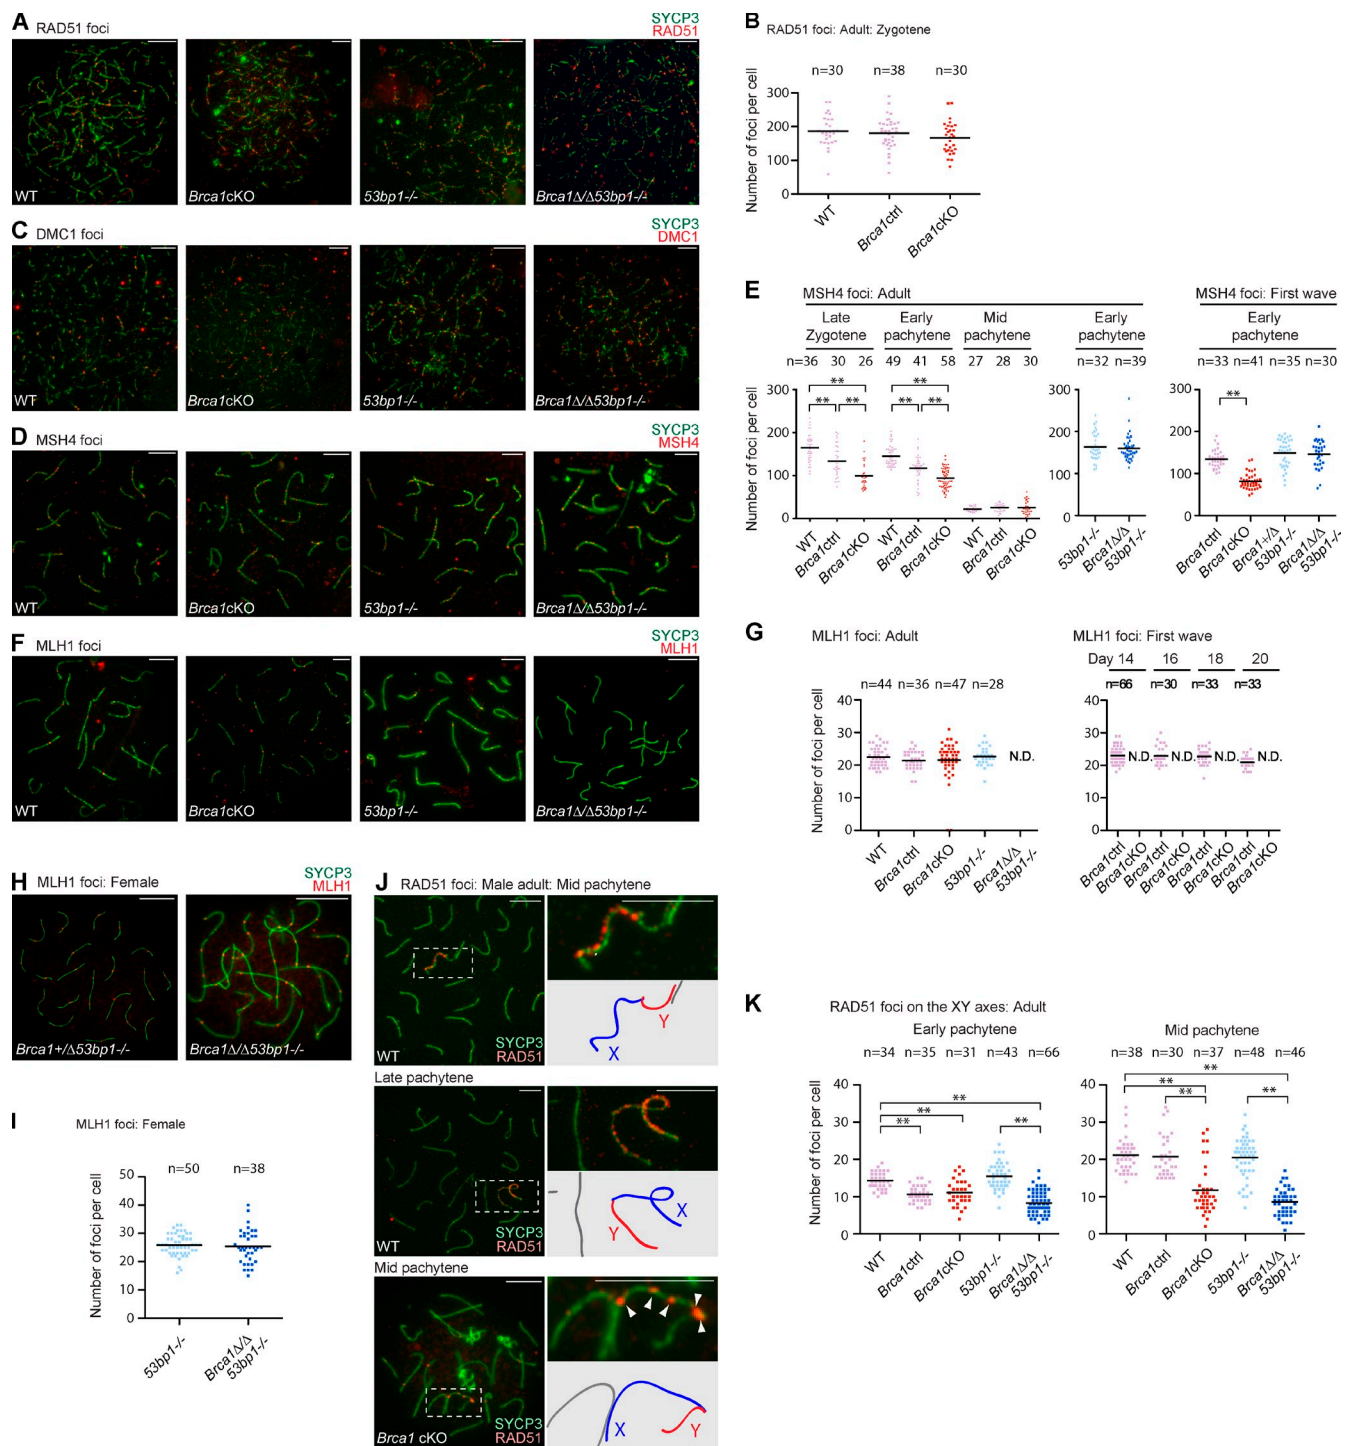 A RAD51 foci
SYCP3
RAD51
WT
Brca1cKO
53bp1-/-
Brca1Δ/Δ53bp1-/-
B RAD51 foci: Adult: Zygotene
n=30 n=38 n=30
Number of foci per cell
300
200
100
0
WT
Brca1ctrl
Brca1cKO
C DMC1 foci
SYCP3
DMC1
WT
Brca1cKO
53bp1-/-
Brca1Δ/Δ53bp1-/-
D MSH4 foci
SYCP3
MSH4
WT
Brca1cKO
53bp1-/-
Brca1Δ/Δ53bp1-/-
E MSH4 foci: Adult
Late Zygotene
Early pachytene
Mid pachytene
Early pachytene
n=36 30 26 49 41 58 27 28 30
n=32 n=39
** ** **
** ** **
Number of foci per cell
300
200
100
0
WT
Brca1ctrl
Brca1cKO
WT
Brca1ctrl
Brca1cKO
WT
Brca1ctrl
Brca1cKO
300
200
100
0
53bp1-/-
Brca1Δ/Δ
53bp1-/-
MSH4 foci: First wave
Early
pachytene
n=33 n=41 n=35 n=30
**
300
200
100
0
Brca1ctrl
Brca1cKO
Brca1+/Δ
53bp1-/-
Brca1Δ/Δ
53bp1-/-
F MLH1 foci
SYCP3
MLH1
WT
Brca1cKO
53bp1-/-
Brca1Δ/Δ53bp1-/-
G MLH1 foci: Adult
n=44 n=36 n=47 n=28
N.D.
Number of foci per cell
40
30
20
10
0
WT
Brca1ctrl
Brca1cKO
53bp1-/-
Brca1Δ/Δ
53bp1-/-
MLH1 foci: First wave
Day 14 16 18 20
n=66 n=30 n=33 n=33
N.D. N.D. N.D. N.D.
40
30
20
10
0
Brca1ctrl
Brca1cKO
Brca1ctrl
Brca1cKO
Brca1ctrl
Brca1cKO
Brca1ctrl
Brca1cKO
H MLH1 foci: Female
SYCP3
MLH1
Brca1+/Δ53bp1-/-
Brca1Δ/Δ53bp1-/-
I MLH1 foci: Female
n=50 n=38
Number of foci per cell
50
40
30
20
10
0
53bp1-/-
Brca1Δ/Δ
53bp1-/-
J RAD51 foci: Male adult: Mid pachytene
WT
SYCP3
RAD51
X
Y
Late pachytene
WT
SYCP3
RAD51
X
Y
Mid pachytene
Brca1 cKO
SYCP3
RAD51
X
Y
K RAD51 foci on the XY axes: Adult
Early pachytene
n=34 n=35 n=31 n=43 n=66
**
**
** **
Number of foci per cell
40
30
20
10
0
WT
Brca1ctrl
Brca1cKO
53bp1-/-
Brca1Δ/Δ
53bp1-/-
Mid pachytene
n=38 n=30 n=37 n=48 n=46
**
**
** **
40
30
20
10
0
WT
Brca1ctrl
Brca1cKO
53bp1-/-
Brca1Δ/Δ
53bp1-/-